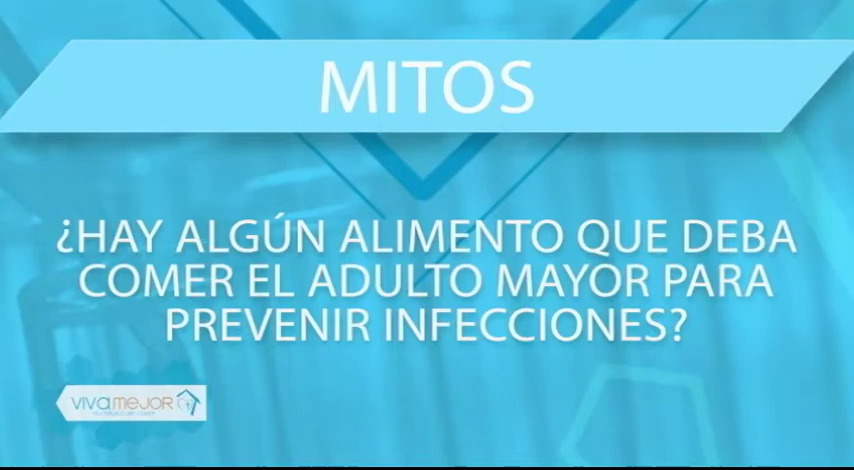 MITOS
¿HAY ALGÚN ALIMENTO QUE DEBA
COMER EL ADULTO MAYOR PARA
PREVENIR INFECCIONES?
VIVAMEJOR